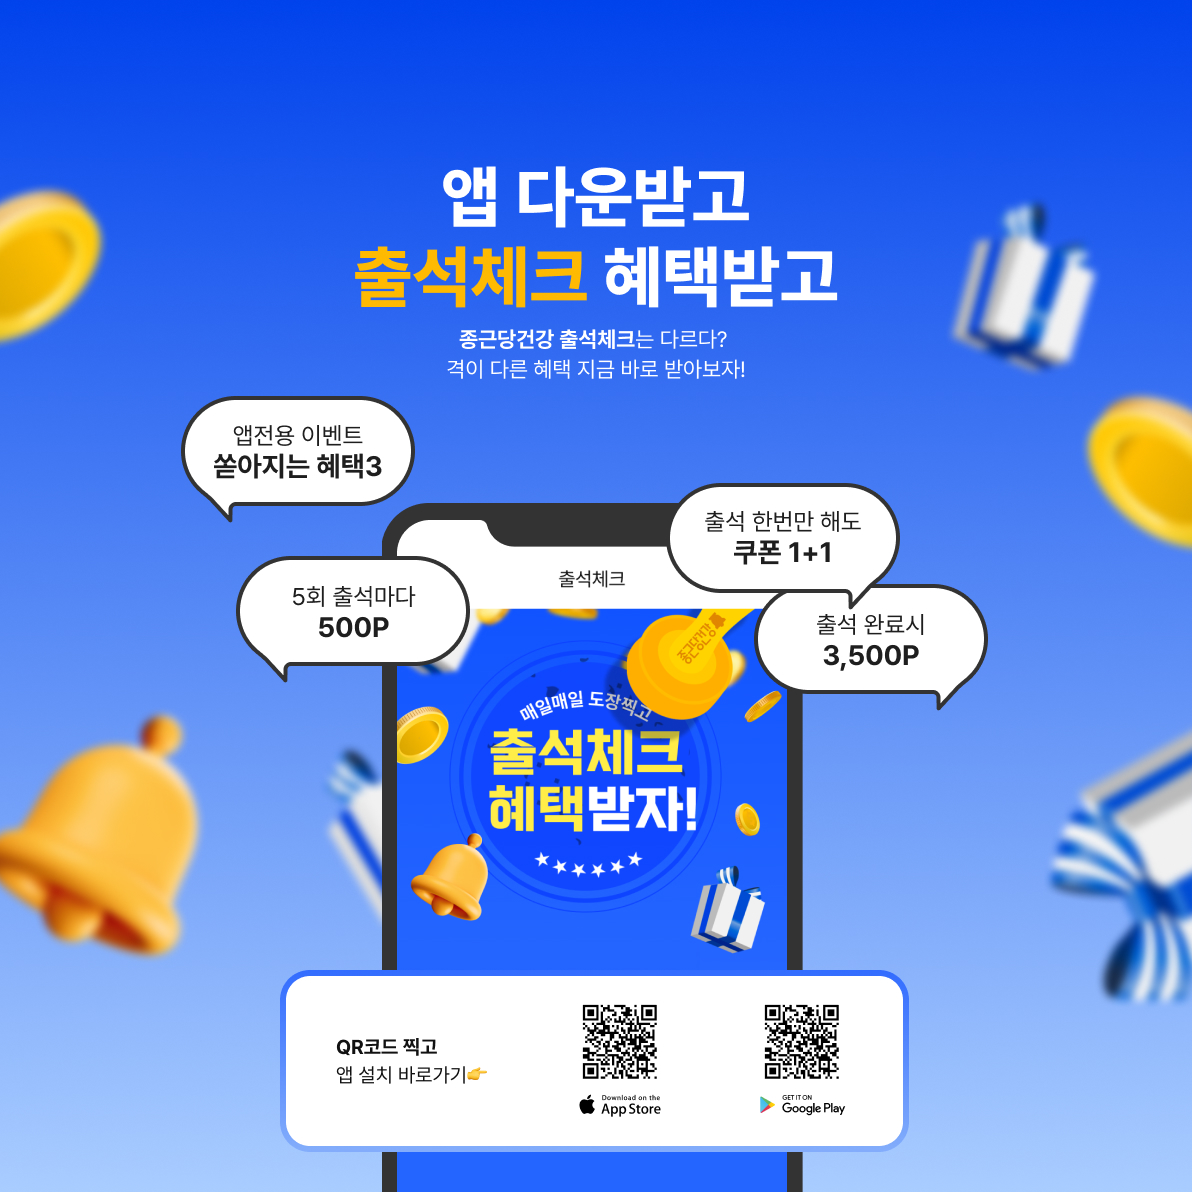 앱 다운받고
출석체크 혜택받고
종근당건강 출석체크는 다르다?
격이 다른 혜택 지금 바로 받아보자!
앱전용 이벤트
쏟아지는 혜택3
출석 한번만 해도
쿠폰 1+1
5회 출석마다
500P
출석 완료시
3,500P
출석체크
종근당건강
매일매일 도장찍고
출석체크
혜택받자!
QR코드 찍고
앱 설치 바로가기👉
Download on the
App Store
GET IT ON
Google Play